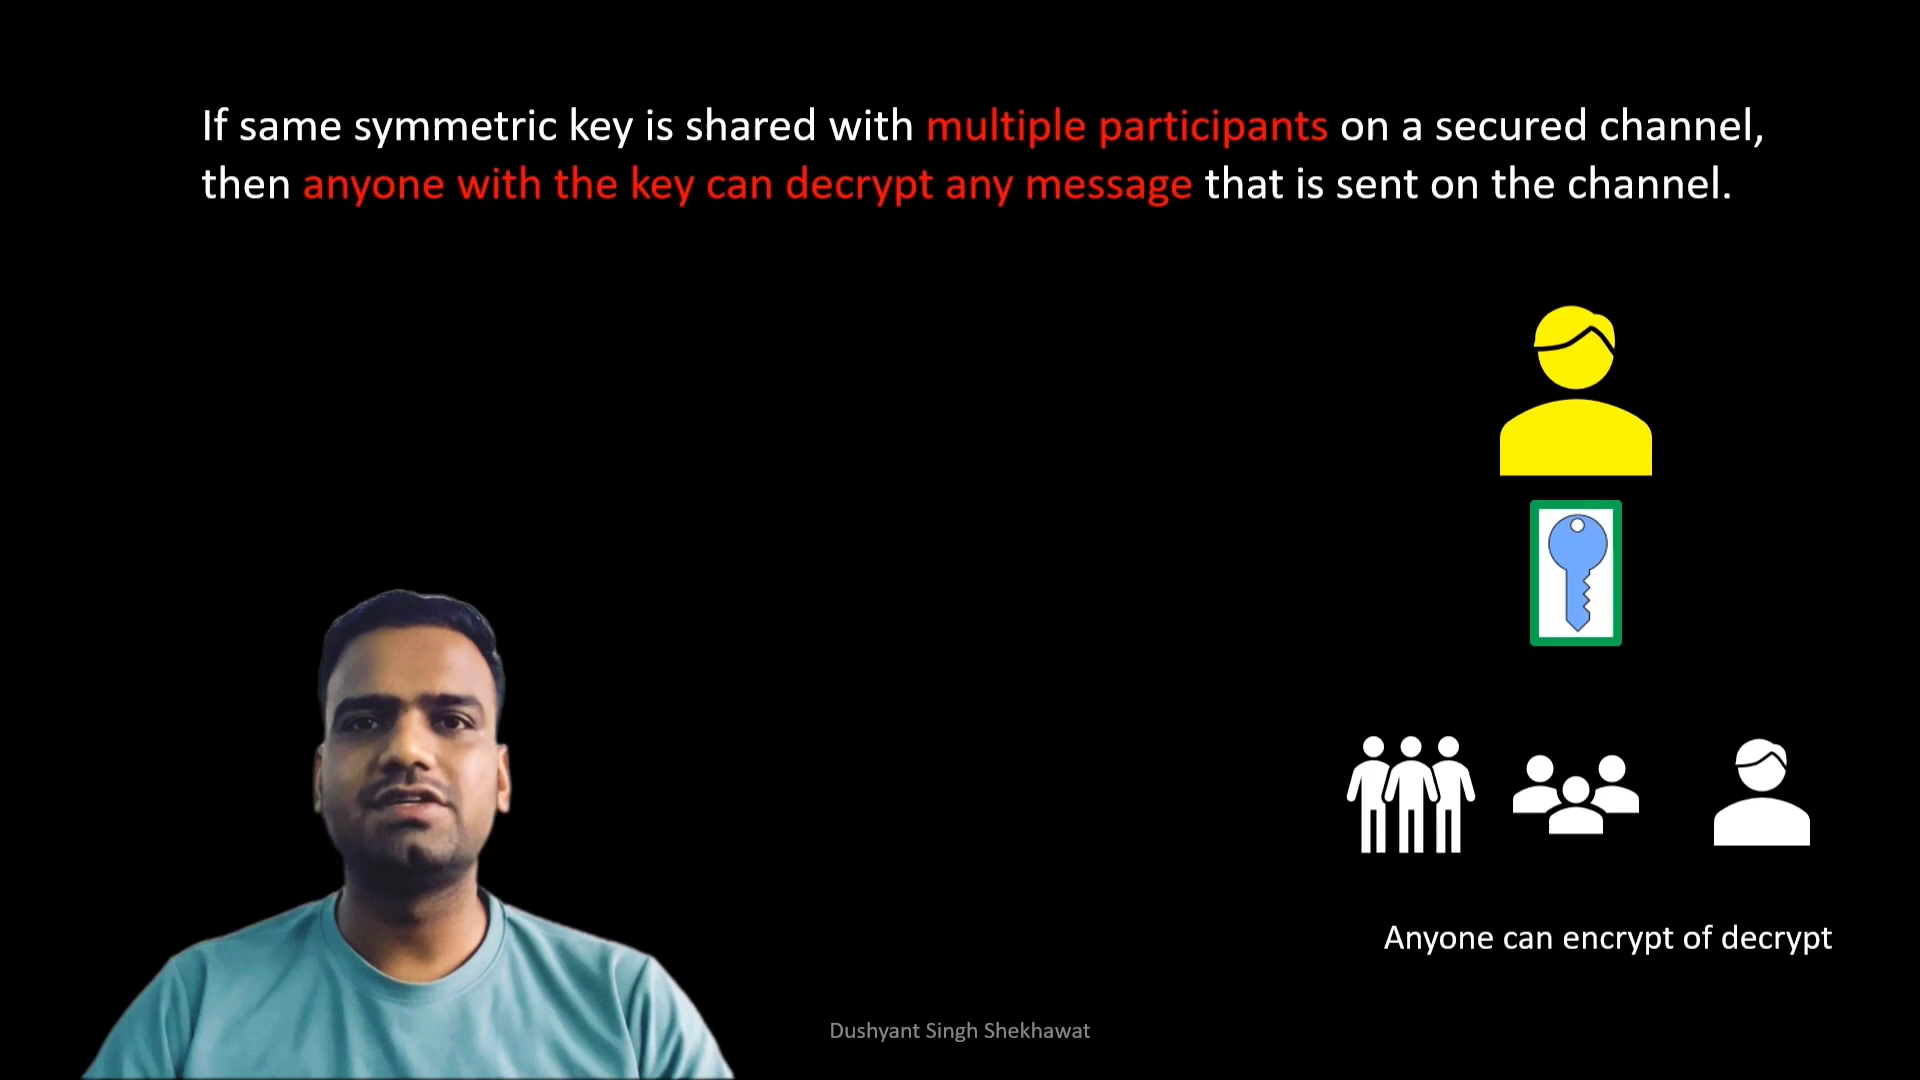 If same symmetric key is shared with multiple participants on a secured channel,
then anyone with the key can decrypt any message that is sent on the channel.
Anyone can encrypt of decrypt
Dushyant Singh Shekhawat